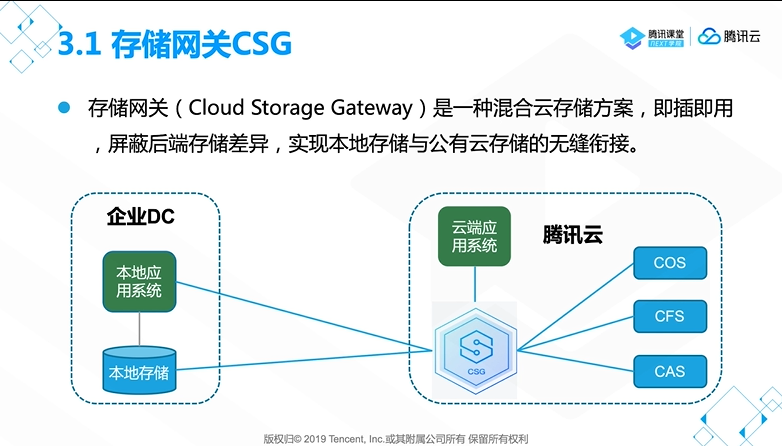 3.1 存储网关CSG
腾讯课堂
NEXT学院
腾讯云
存储网关（Cloud Storage Gateway）是一种混合云存储方案，即插即用
，屏蔽后端存储差异，实现本地存储与公有云存储的无缝衔接。
企业DC
本地应
用系统
本地存储
云端应
用系统
腾讯云
CSG
COS
CFS
CAS
版权归© 2019 Tencent, Inc.或其附属公司所有 保留所有权利